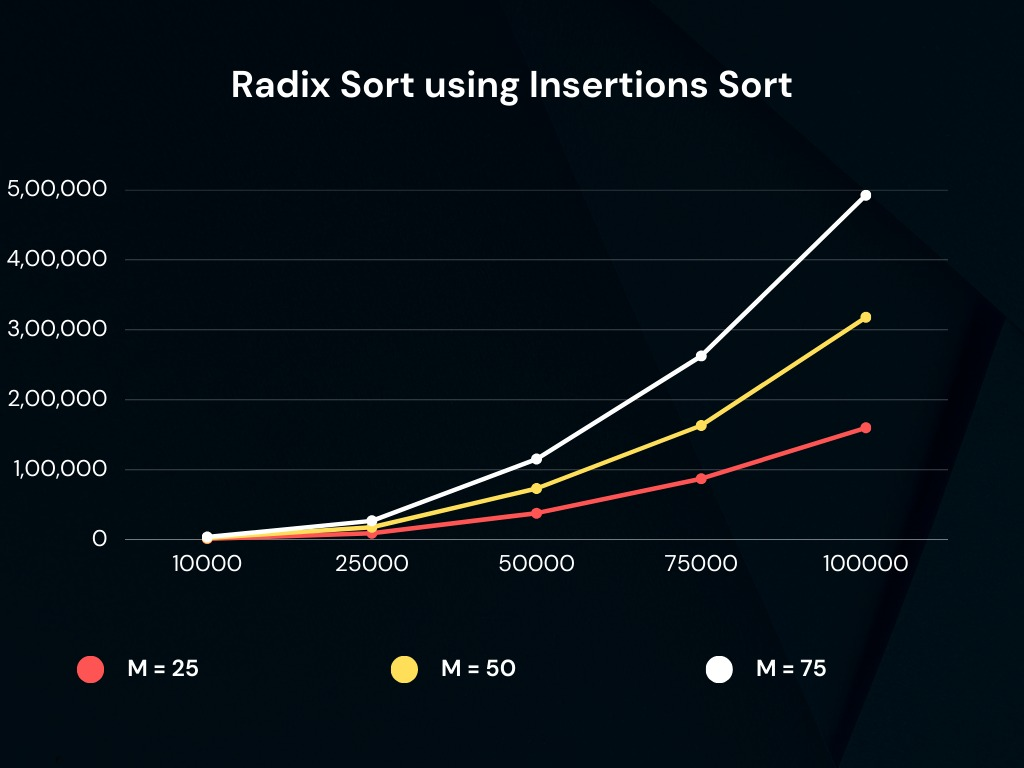 Radix Sort using Insertions Sort
5,00,000
4,00,000
3,00,000
2,00,000
1,00,000
0
10000 25000 50000 75000 100000
M = 25 M = 50 M = 75